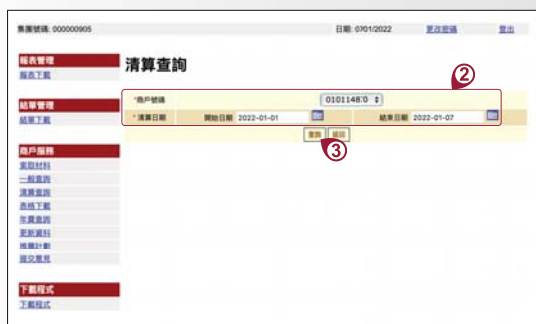 集團號碼: 000000905 日期: 07/01/2022 更改密碼 登出
報表管理
報表下載
結單管理
結單下載
商戶服務
索取材料
一般查詢
清算查詢
表格下載
年費查詢
更新資料
推廣計劃
提交意見
下載程式
下載程式
清算查詢
②
*商戶號碼
*清算日期 開始日期 2022-01-01 結束日期 2022-01-07
查詢 返回
③